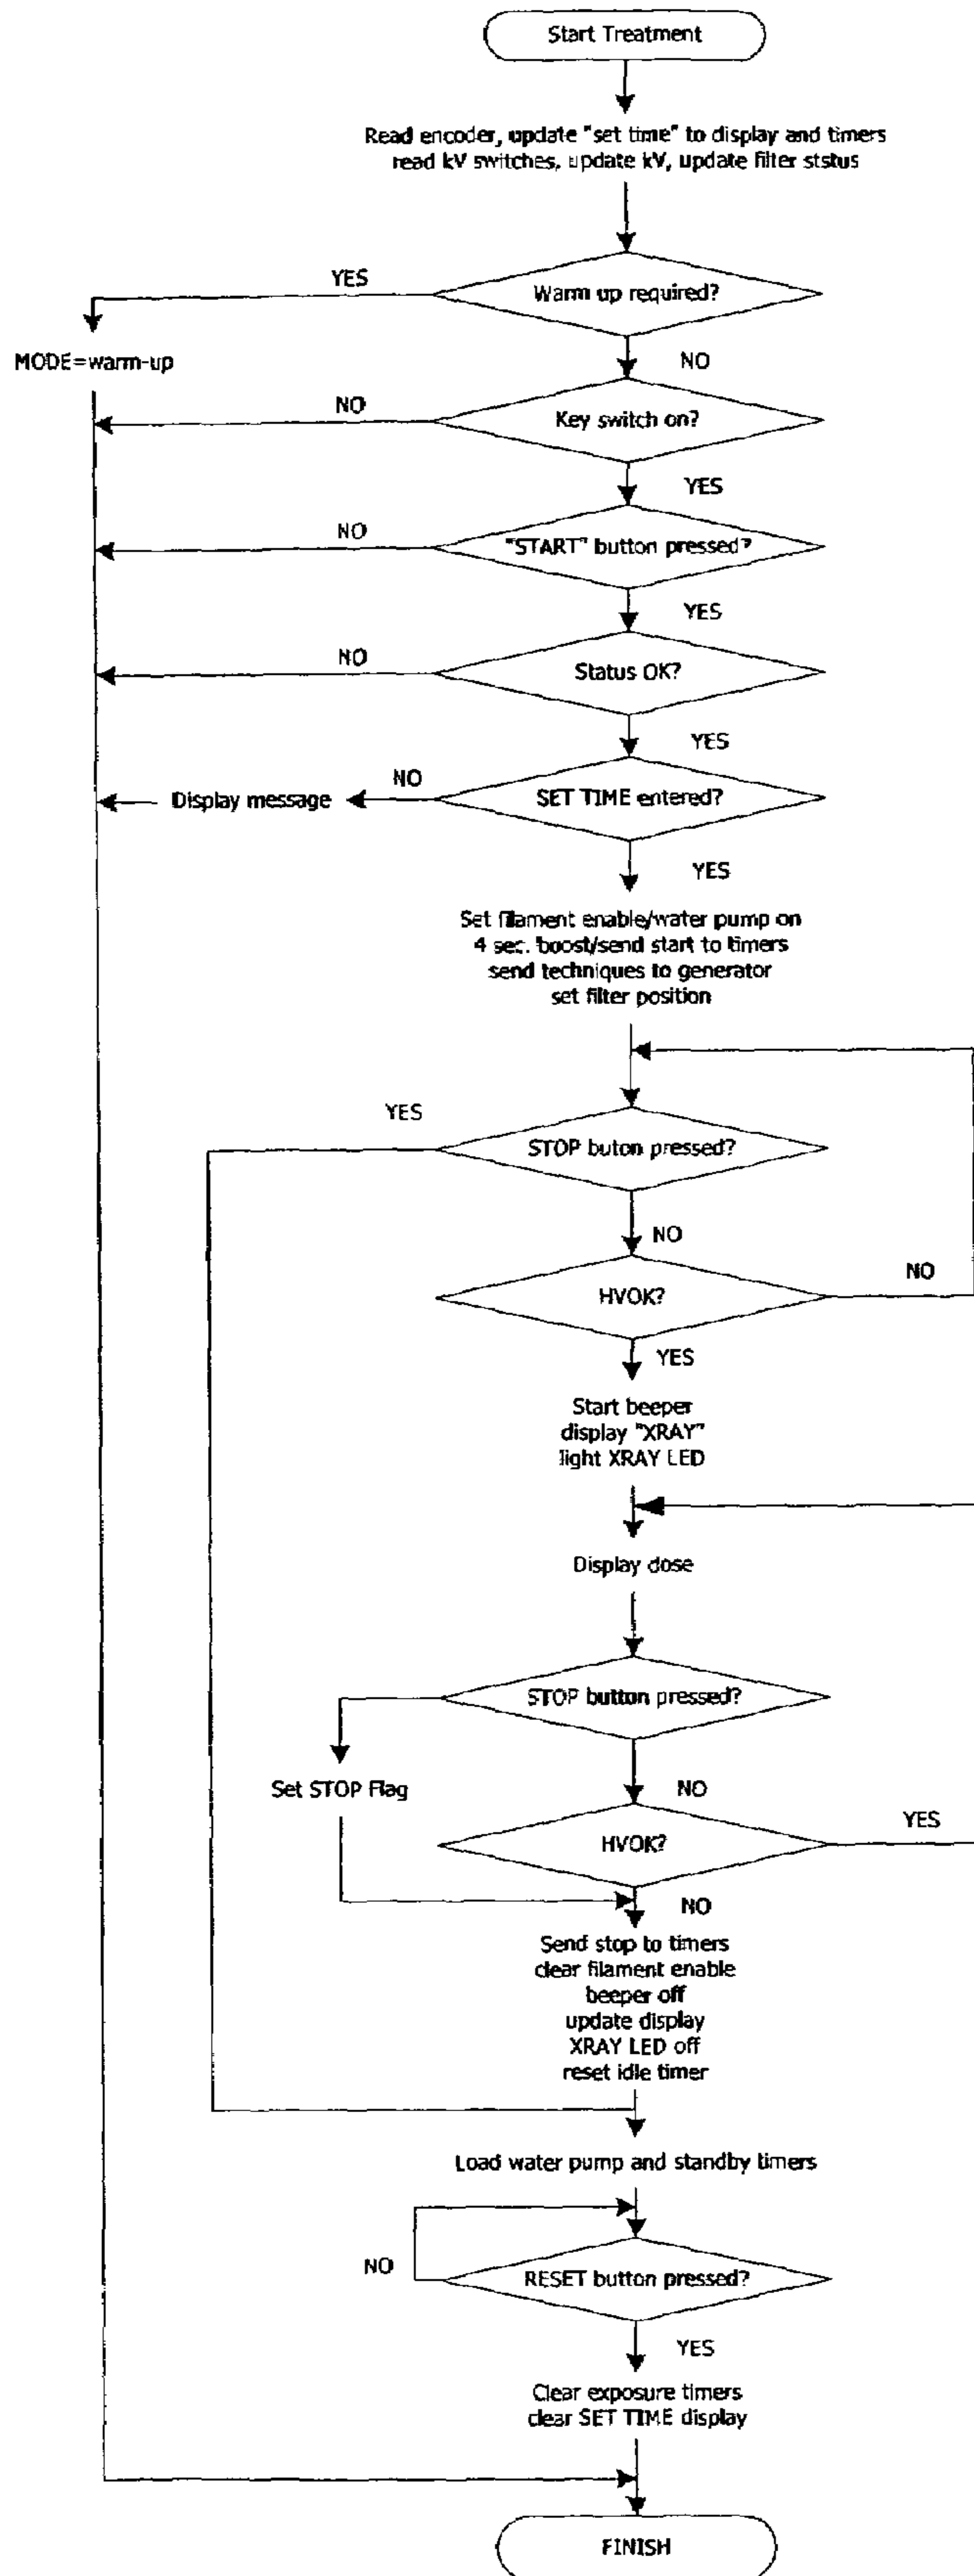 Start Treatment
Read encoder, update "set time" to display and timers
read kV switches, update kV, update filter ststus
YES
Warm up required?
MODE=warm-up
NO
NO
Key switch on?
YES
NO
"START" button pressed?
YES
NO
Status OK?
YES
NO
Display message
SET TIME entered?
YES
Set filament enable/water pump on
4 sec. boost/send start to timers
send techniques to generator
set filter position
YES
STOP buton pressed?
NO
HVOK?
NO
YES
Start beeper
display "XRAY"
light XRAY LED
Display dose
STOP button pressed?
Set STOP Flag
NO
YES
HVOK?
NO
Send stop to timers
clear filament enable
beeper off
update display
XRAY LED off
reset idle timer
Load water pump and standby timers
NO
RESET button pressed?
YES
Clear exposure timers
clear SET TIME display
FINISH